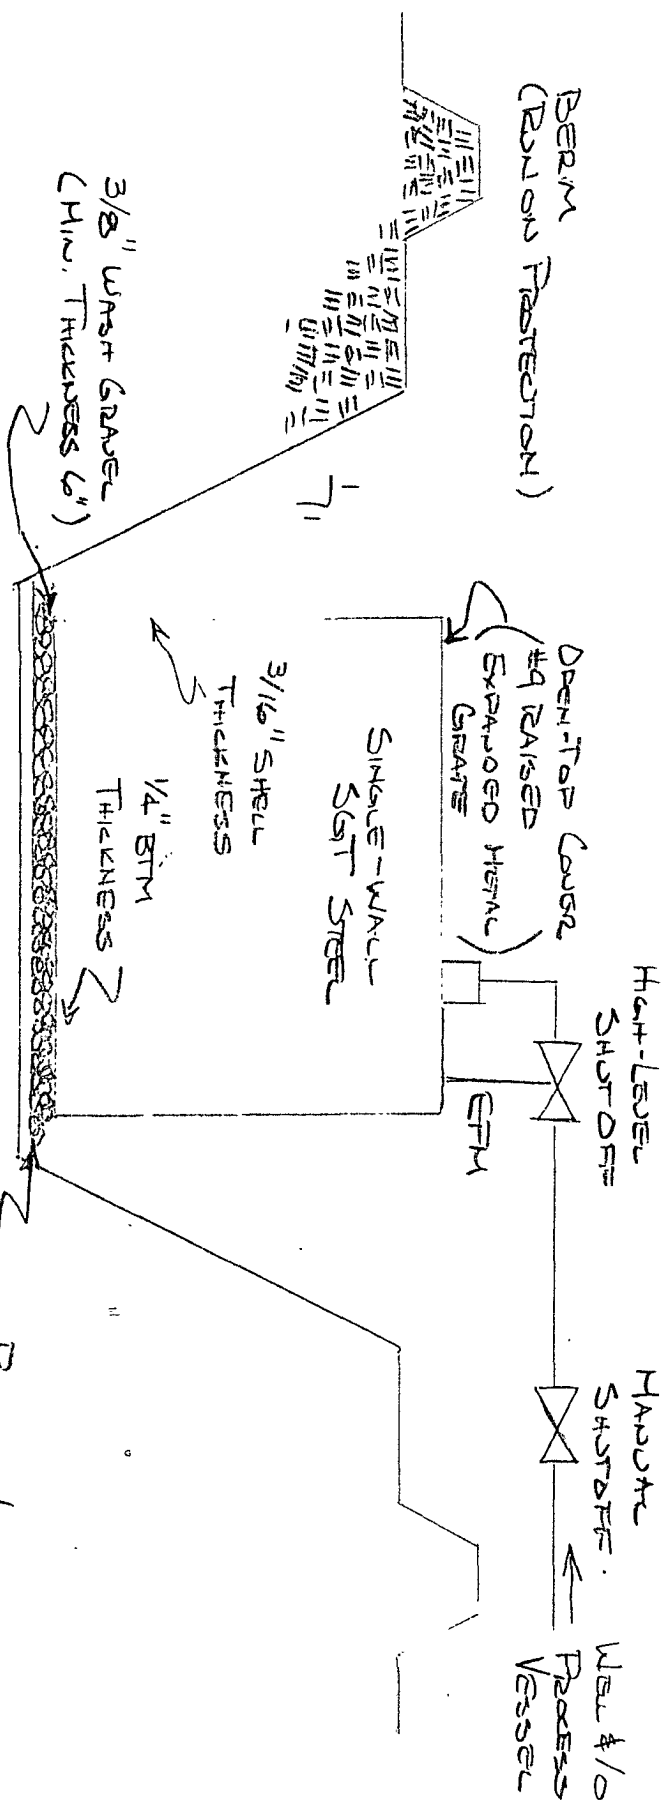 BERM
(RUN ON PROTECTION)
3/8" WASH GRAVEL
(MIN. THICKNESS 6")
OPEN-TOP COVER
(#9 RAISED
EXPANDED METAL
GRATE)
SINGLE-WALL
SGT STEEL
3/16" SHELL
THICKNESS
1/4" BTM
THICKNESS
HIGH-LEVEL
SHUTOFF
EFM
MANUAL
SHUTOFF.
WELL &/O
PROCESS
VESSEL